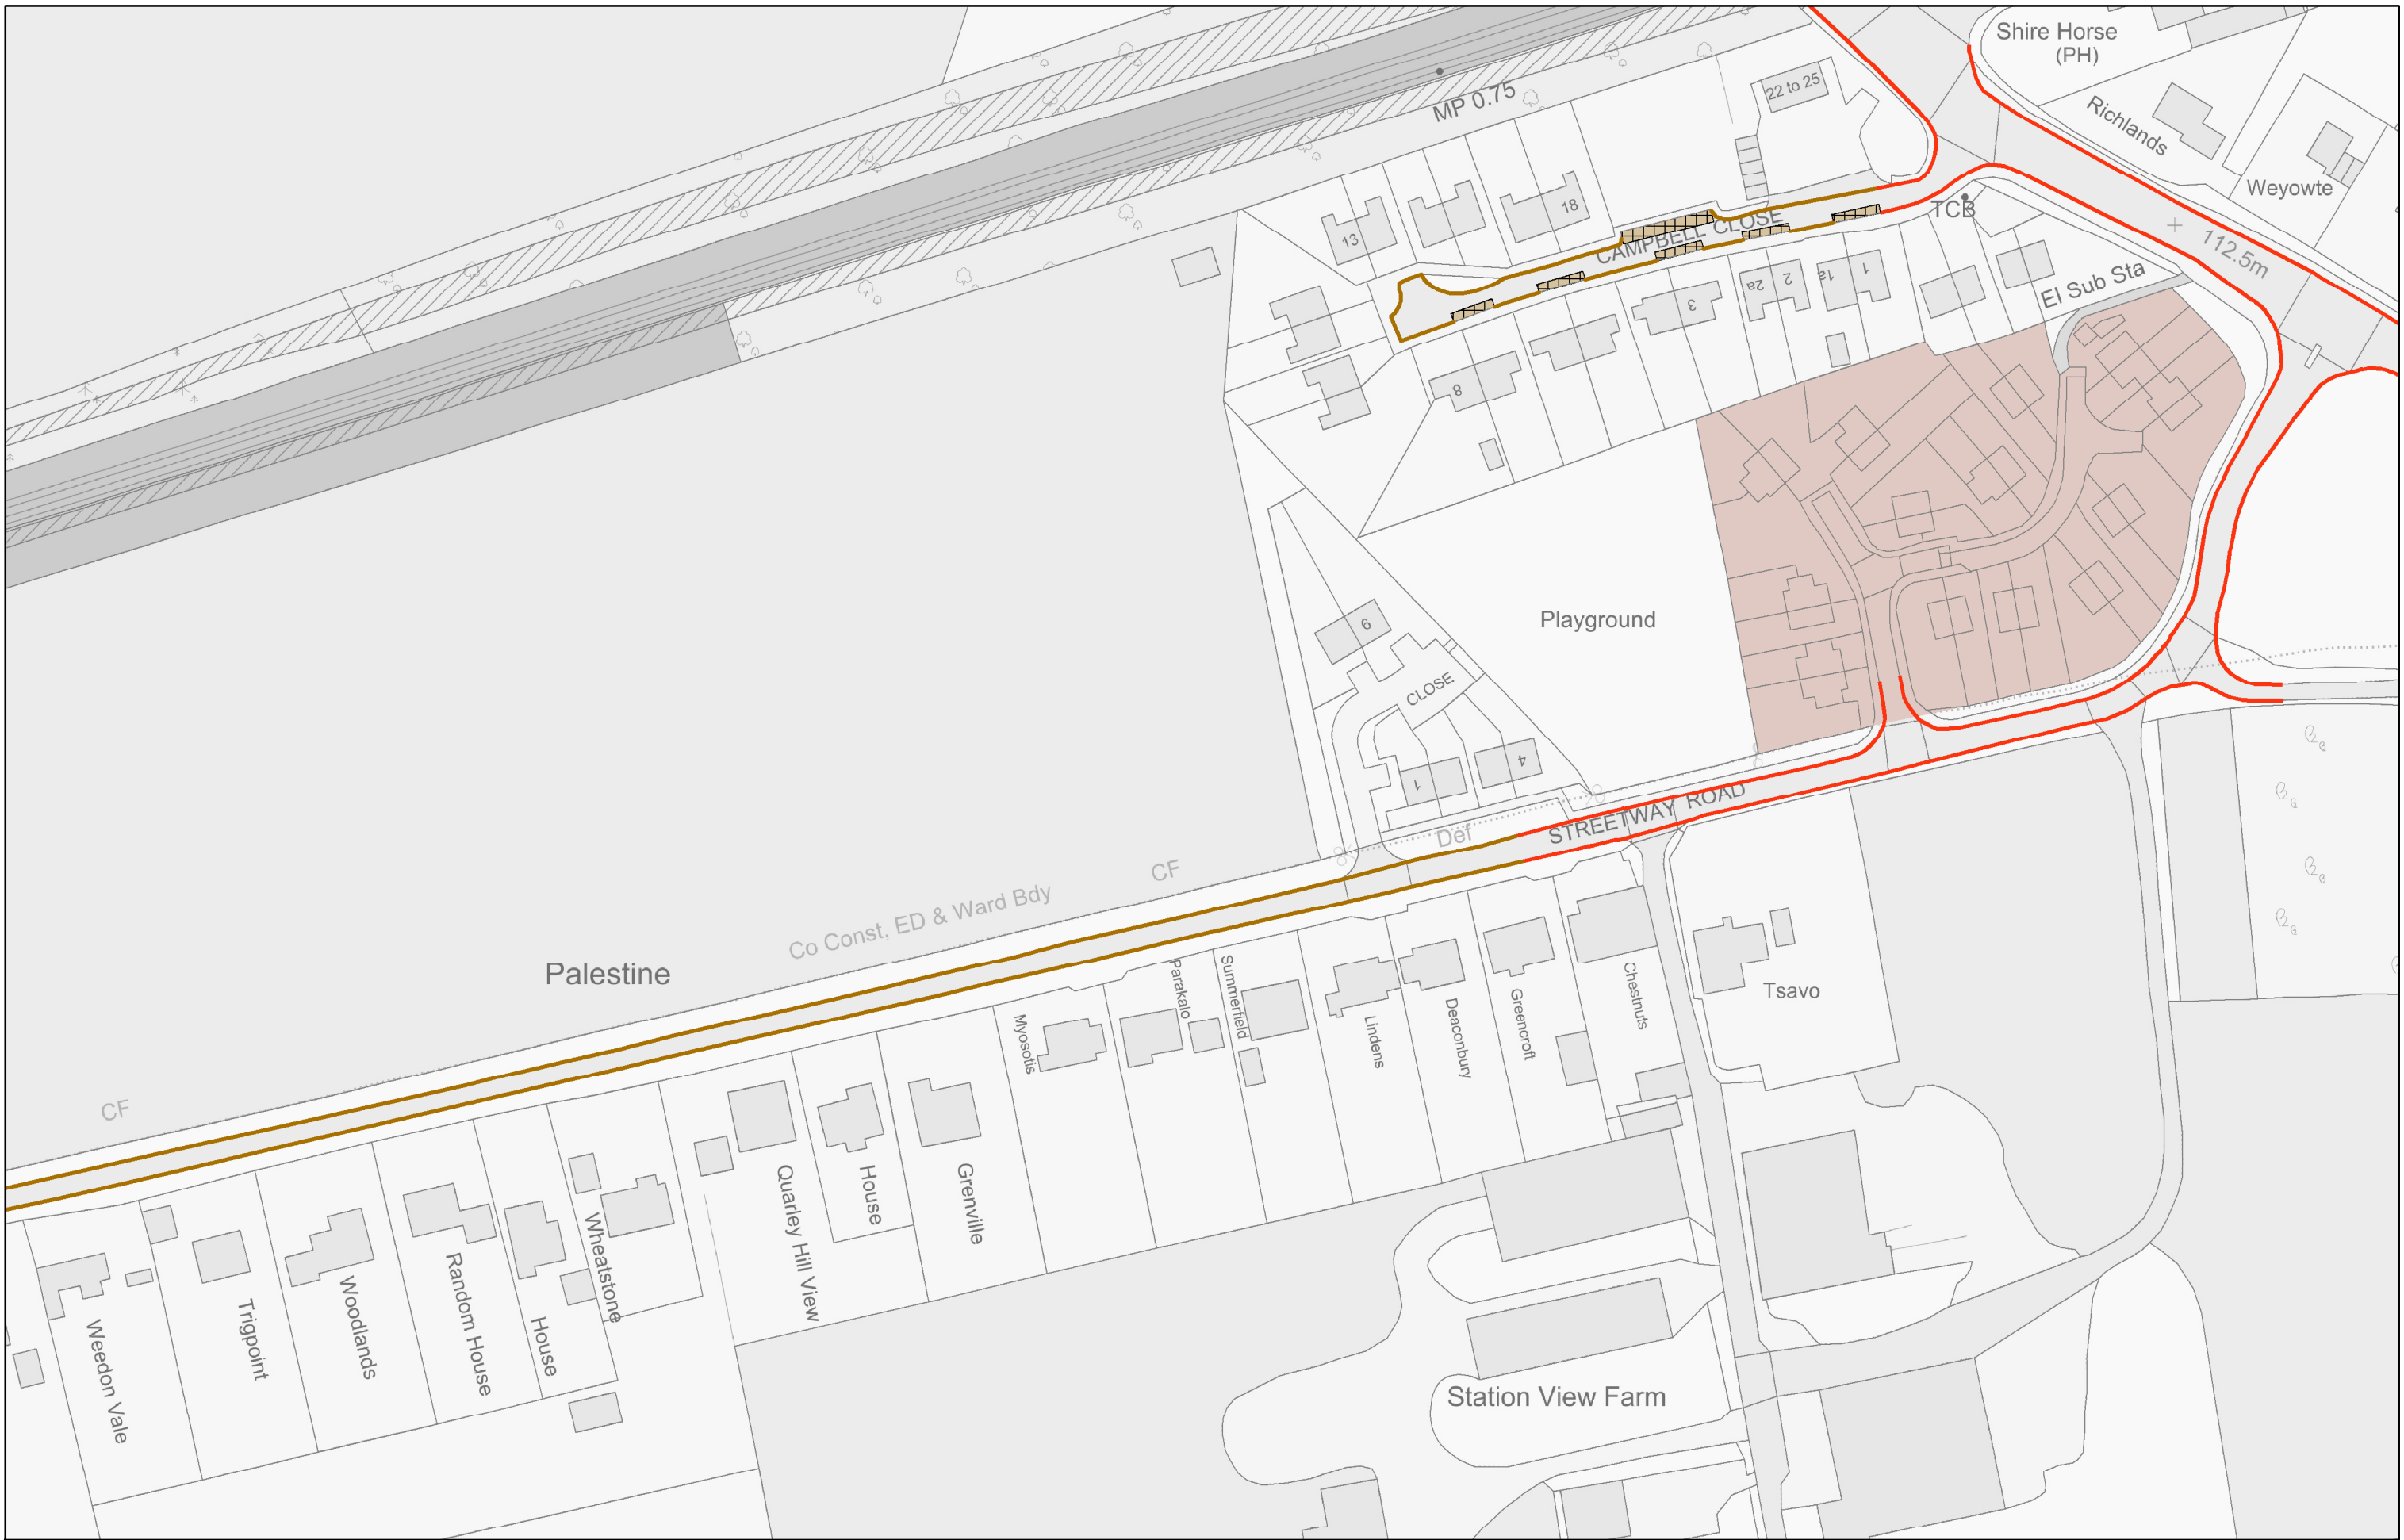 Shire Horse
(PH)
22 to 25
MP 0.75
Richlands
Weyowte
18
13
TCB
CAMPBELL CLOSE
112.5m
El Sub Sta
1
1a
2
2a
3
8
Playground
9
CLOSE
4
1
STREETWAY ROAD
Def
CF
Co Const, ED & Ward Bdy
Palestine
Parakalo
Summerfield
Chestnuts
Tsavo
Myosotis
Lindens
Deaconbury
Greencroft
CF
Quarley Hill View
House
Grenville
Wheatstone
House
Random House
Woodlands
Trigpoint
Weedon Vale
Station View Farm